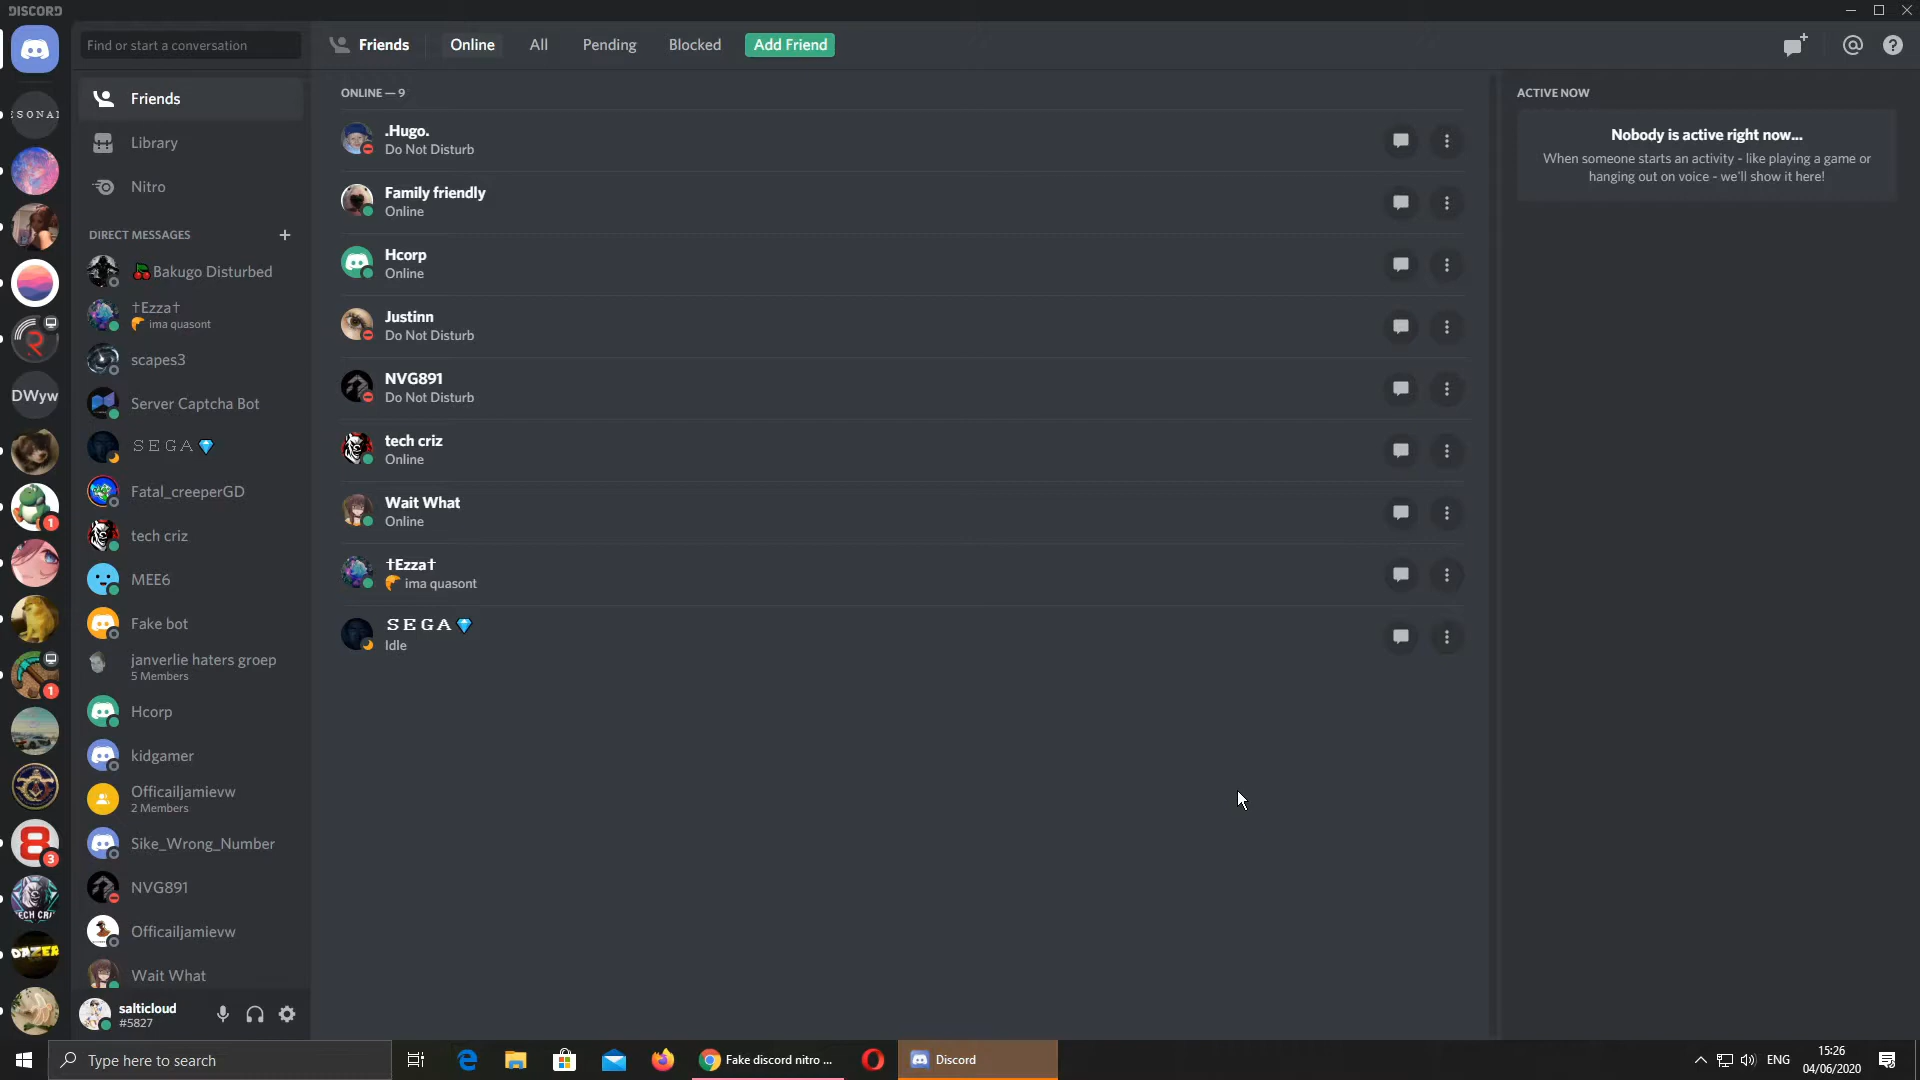 DISCORD
Find or start a conversation
Friends
Online
All
Pending
Blocked
Add Friend
Friends
Library
Nitro
DIRECT MESSAGES
🍒Bakugo Disturbed
†Ezza†
🥐 ima quasont
scapes3
Server Captcha Bot
SEGA💎
Fatal_creeperGD
tech criz
MEE6
Fake bot
janverlie haters groep
5 Members
Hcorp
kidgamer
Officailjamievw
2 Members
Sike_Wrong_Number
NVG891
Officailjamievw
Wait What
salticloud
#5827
DWyw
1
1
3
DAZER
ONLINE — 9
.Hugo.
Do Not Disturb
Family friendly
Online
Hcorp
Online
Justinn
Do Not Disturb
NVG891
Do Not Disturb
tech criz
Online
Wait What
Online
†Ezza†
🥐 ima quasont
SEGA💎
Idle
ACTIVE NOW
Nobody is active right now...
When someone starts an activity - like playing a game or
hanging out on voice - we'll show it here!
Type here to search
Fake discord nitro ...
Discord
ENG
15:26
04/06/2020